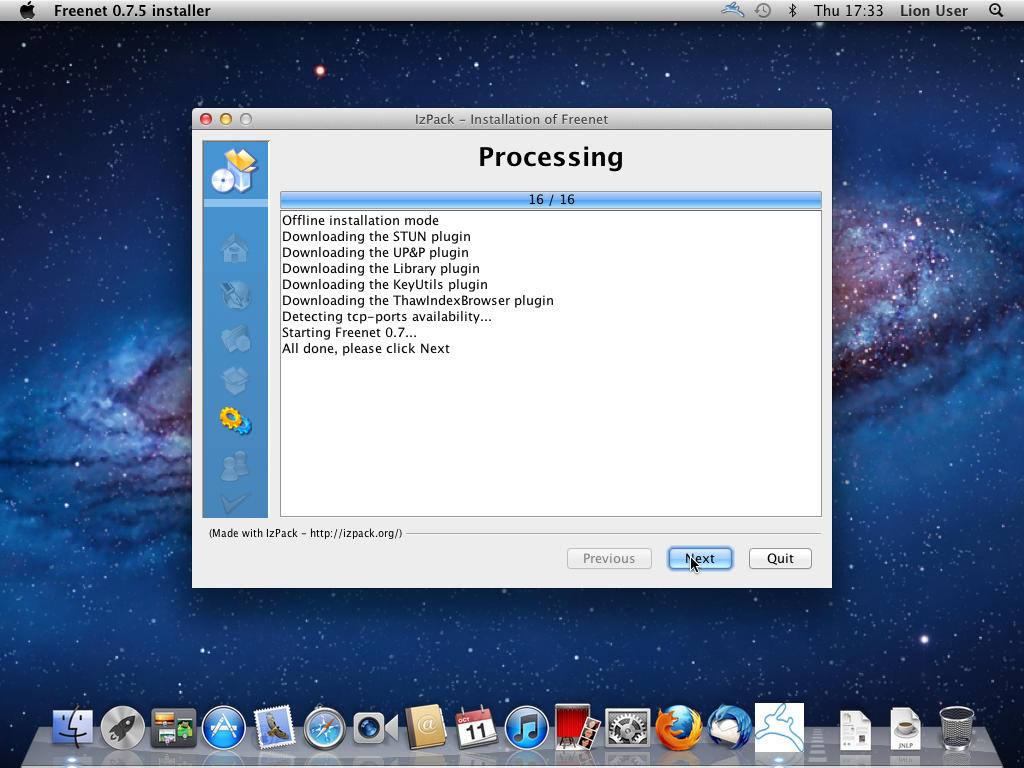 Freenet 0.7.5 installer
Thu 17:33
Lion User
IzPack - Installation of Freenet
Processing
16 / 16
Offline installation mode
Downloading the STUN plugin
Downloading the UP&P plugin
Downloading the Library plugin
Downloading the KeyUtils plugin
Downloading the ThawIndexBrowser plugin
Detecting tcp-ports availability...
Starting Freenet 0.7...
All done, please click Next
(Made with IzPack - http://izpack.org/)
Previous
Next
Quit
OCT
11
JNLP